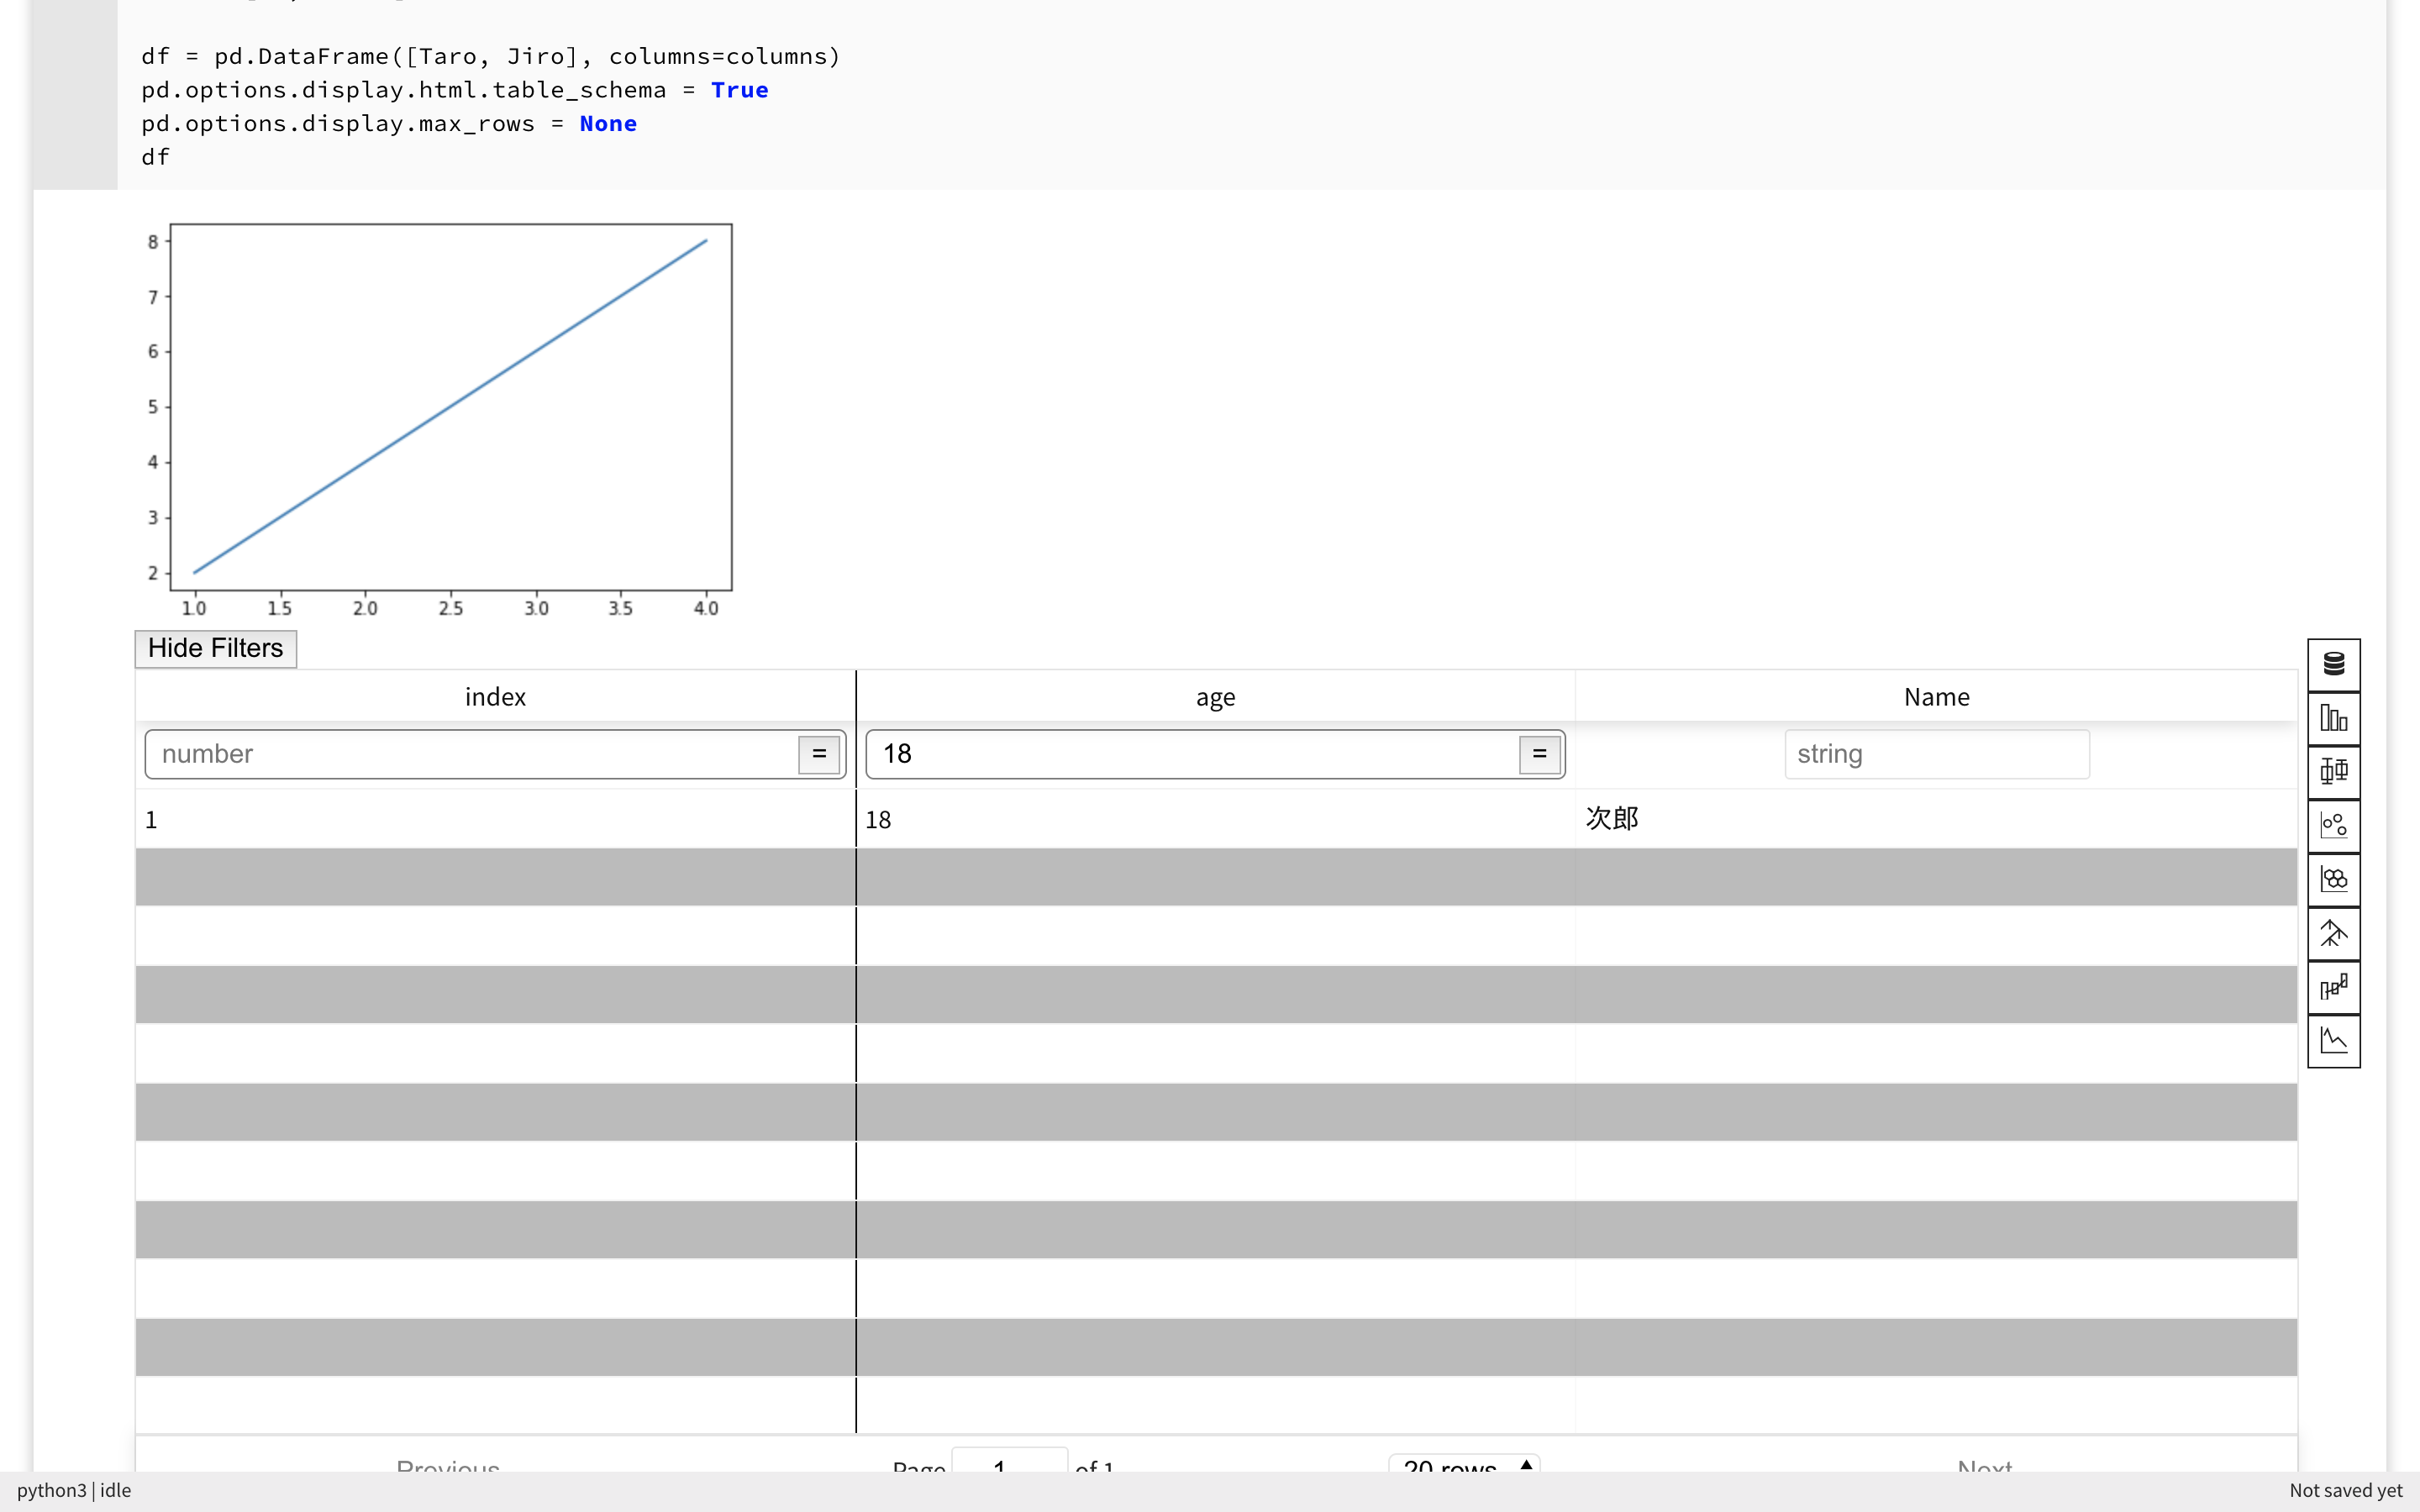 df = pd.DataFrame([Taro, Jiro], columns=columns)
pd.options.display.html.table_schema = True
pd.options.display.max_rows = None
df
8
7
6
5
4
3
2
1.0 1.5 2.0 2.5 3.0 3.5 4.0
Hide Filters
index age Name
number = 18 = string
1 18 次郎
Previous Page 1 of 1 20 rows Next
python3 | idle Not saved yet